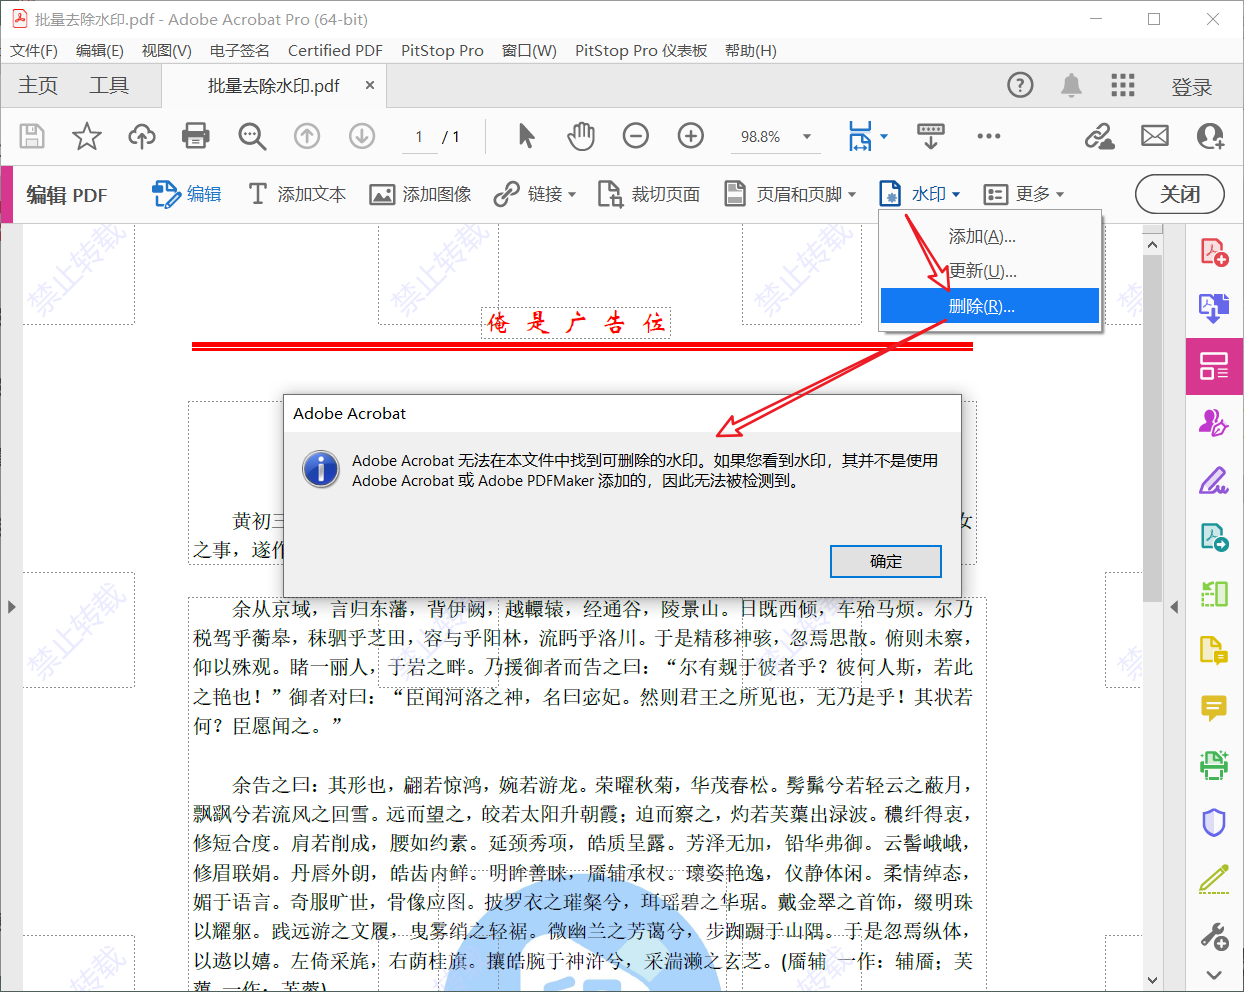 批量去除水印.pdf - Adobe Acrobat Pro (64-bit)
文件(F) 编辑(E) 视图(V) 电子签名 Certified PDF PitStop Pro 窗口(W) PitStop Pro 仪表板 帮助(H)
主页 工具 批量去除水印.pdf × 登录
1 / 1 98.8%
编辑 PDF 编辑 添加文本 添加图像 链接 裁切页面 页眉和页脚 水印 更多 关闭
添加(A)...
更新(U)...
删除(R)...
禁止转载 禁止转载 禁止转载 禁
俺是广告位
Adobe Acrobat
Adobe Acrobat 无法在本文件中找到可删除的水印。如果您看到水印，其并不是使用
Adobe Acrobat 或 Adobe PDFMaker 添加的，因此无法被检测到。
确定
黄初三 女
之事，遂作
禁止转载 禁止转载 禁止转载 禁
余从京域，言归东藩，背伊阙，越轘辕，经通谷，陵景山。日既西倾，车殆马烦。尔乃
税驾乎蘅皋，秣驷乎芝田，容与乎阳林，流眄乎洛川。于是精移神骇，忽焉思散。俯则未察，
仰以殊观。睹一丽人，于岩之畔。乃援御者而告之曰：“尔有觌于彼者乎？彼何人斯，若此
之艳也！”御者对曰：“臣闻河洛之神，名曰宓妃。然则君王之所见也，无乃是乎！其状若
何？臣愿闻之。”
余告之曰：其形也，翩若惊鸿，婉若游龙。荣曜秋菊，华茂春松。髣髴兮若轻云之蔽月，
飘飖兮若流风之回雪。远而望之，皎若太阳升朝霞；迫而察之，灼若芙蕖出渌波。穠纤得衷，
修短合度。肩若削成，腰如约素。延颈秀项，皓质呈露。芳泽无加，铅华弗御。云髻峨峨，
修眉联娟。丹唇外朗，皓齿内鲜。明眸善睐，靥辅承权。瓌姿艳逸，仪静体闲。柔情绰态，
媚于语言。奇服旷世，骨像应图。披罗衣之璀粲兮，珥瑶碧之华琚。戴金翠之首饰，缀明珠
以耀躯。践远游之文履，曳雾绡之轻裾。微幽兰之芳蔼兮，步踟蹰于山隅。于是忽焉纵体，
以遨以嬉。左倚采旄，右荫桂旗。攘皓腕于神浒兮，采湍濑之玄芝。(靥辅 一作：辅靥；芙
蕖 一作：芙蓉)
禁止转载 禁止转载 禁止转载